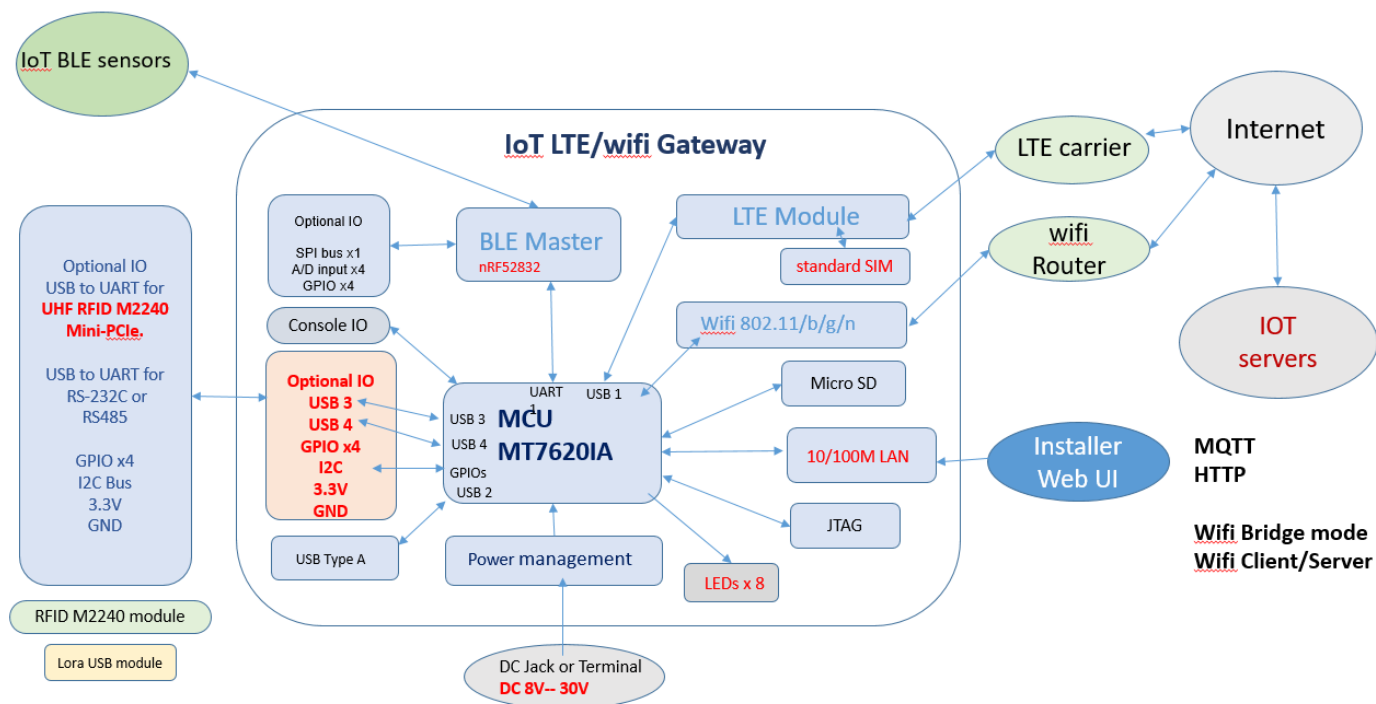 IoT BLE sensors
IoT LTE/wifi Gateway
LTE carrier
Internet
Optional IO
SPI bus x1
A/D input x4
GPIO x4
BLE Master
nRF52832
LTE Module
standard SIM
wifi
Router
Optional IO
USB to UART for
UHF RFID M2240
Mini-PCIe.
USB to UART for
RS-232C or
RS485
GPIO x4
I2C Bus
3.3V
GND
Console IO
Wifi 802.11/b/g/n
IOT
servers
Optional IO
USB 3
USB 4
GPIO x4
I2C
3.3V
GND
UART
1
USB 1
USB 3
USB 4
GPIOs
USB 2
MCU
MT7620IA
Micro SD
10/100M LAN
Installer
Web UI
MQTT
HTTP
Wifi Bridge mode
Wifi Client/Server
JTAG
USB Type A
Power management
LEDs x 8
RFID M2240 module
Lora USB module
DC Jack or Terminal
DC 8V-- 30V